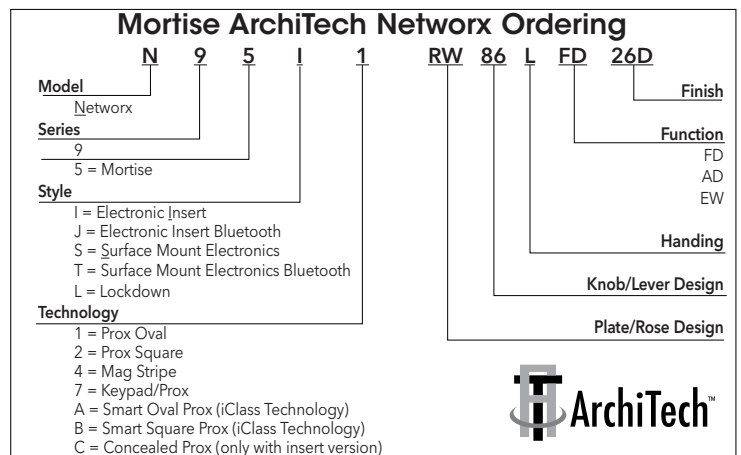 Mortise ArchiTech Networx Ordering
N 9 5 I 1 RW 86 L FD 26D
Model
Networx
Series
9
5 = Mortise
Style
I = Electronic Insert
J = Electronic Insert Bluetooth
S = Surface Mount Electronics
T = Surface Mount Electronics Bluetooth
L = Lockdown
Technology
1 = Prox Oval
2 = Prox Square
4 = Mag Stripe
7 = Keypad/Prox
A = Smart Oval Prox (iClass Technology)
B = Smart Square Prox (iClass Technology)
C = Concealed Prox (only with insert version)
Finish
Function
FD
AD
EW
Handing
Knob/Lever Design
Plate/Rose Design
ArchiTech™